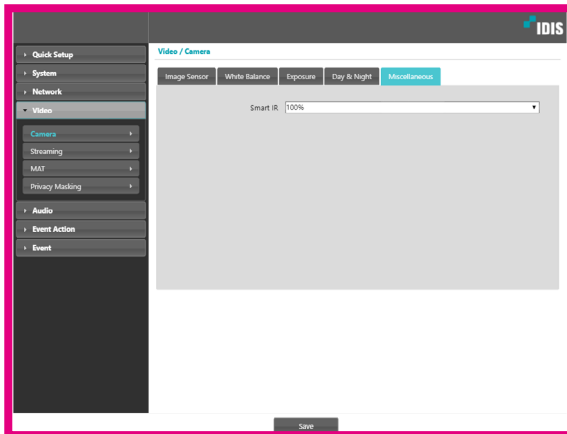 IDIS
Quick Setup
System
Network
Video
Camera
Streaming
MAT
Privacy Masking
Audio
Event Action
Event
Video / Camera
Image Sensor White Balance Exposure Day & Night Miscellaneous
Smart IR 100%
Save